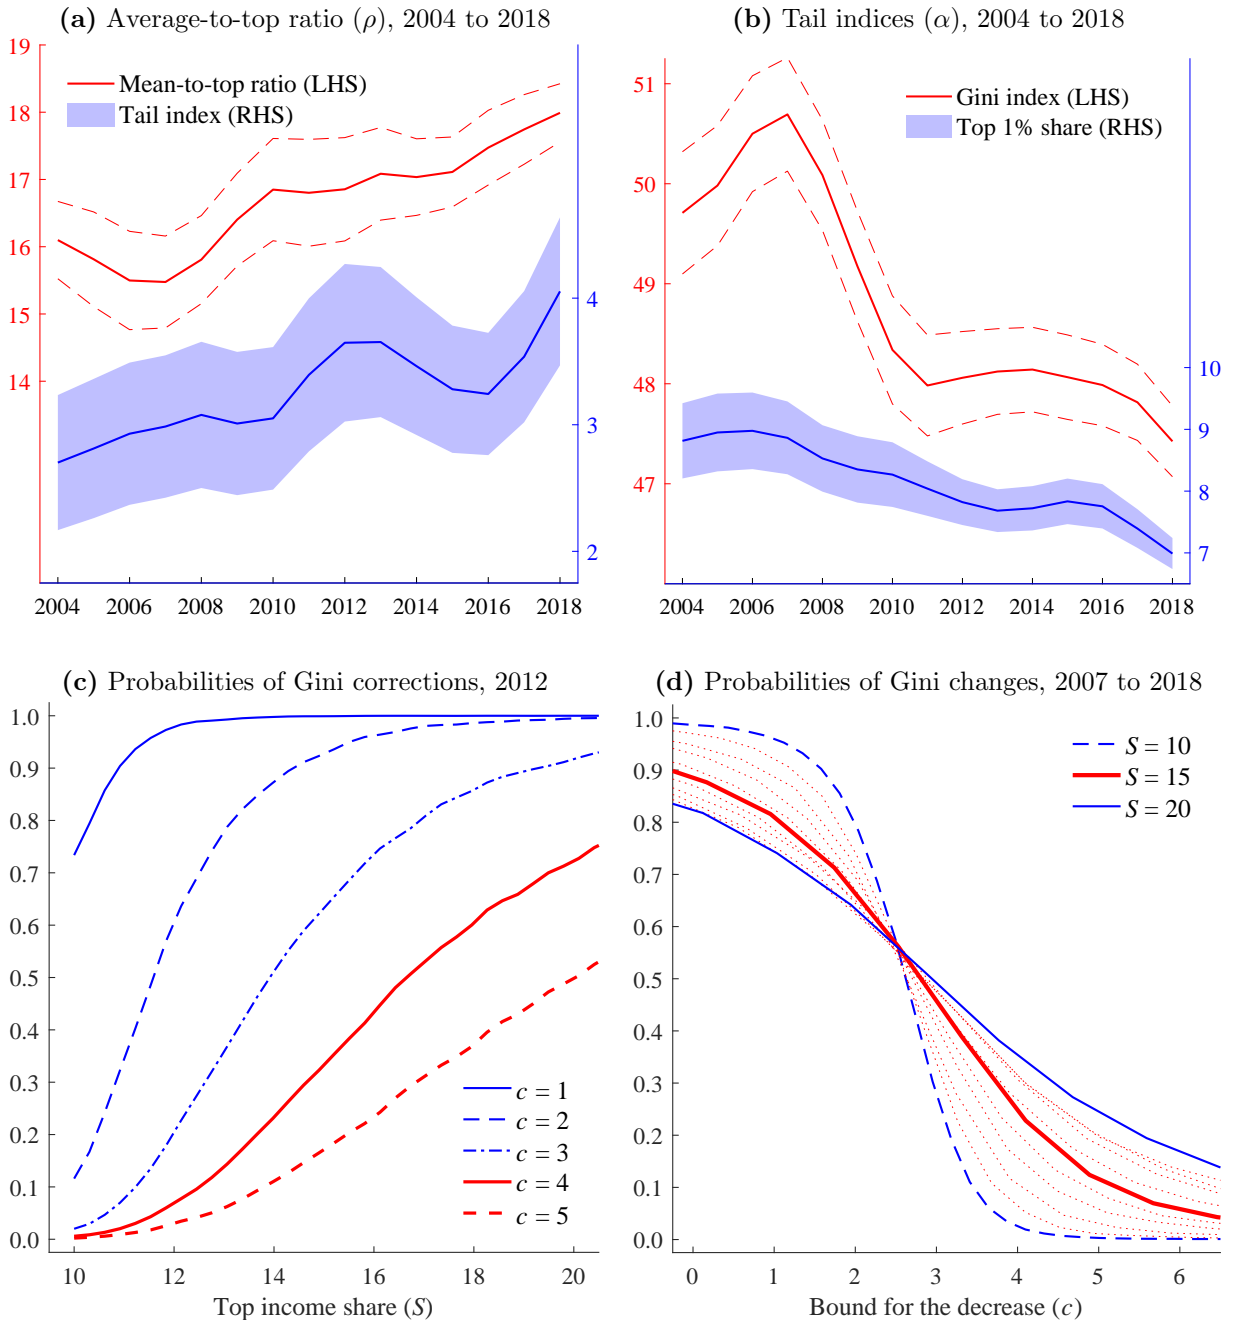 (a) Average-to-top ratio (ρ), 2004 to 2018
19
18
17
16
15
14
Mean-to-top ratio (LHS)
Tail index (RHS)
4
3
2
2004 2006 2008 2010 2012 2014 2016 2018
(b) Tail indices (α), 2004 to 2018
51
50
49
48
47
Gini index (LHS)
Top 1% share (RHS)
10
9
8
7
2004 2006 2008 2010 2012 2014 2016 2018
(c) Probabilities of Gini corrections, 2012
1.0
0.9
0.8
0.7
0.6
0.5
0.4
0.3
0.2
0.1
0.0
c = 1
c = 2
c = 3
c = 4
c = 5
10 12 14 16 18 20
Top income share (S)
(d) Probabilities of Gini changes, 2007 to 2018
1.0
0.9
0.8
0.7
0.6
0.5
0.4
0.3
0.2
0.1
0.0
S = 10
S = 15
S = 20
0 1 2 3 4 5 6
Bound for the decrease (c)